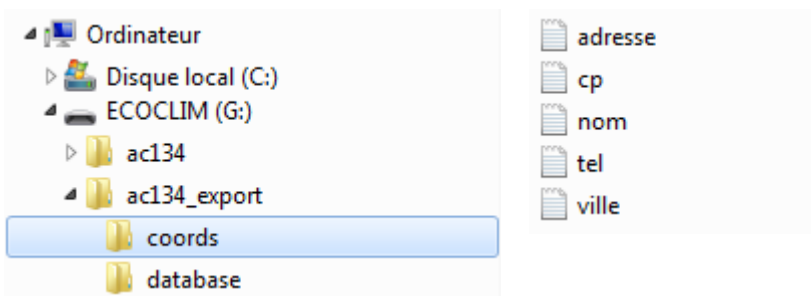 Ordinateur
Disque local (C:)
ECOCLIM (G:)
ac134
ac134_export
coords
database
adresse
cp
nom
tel
ville